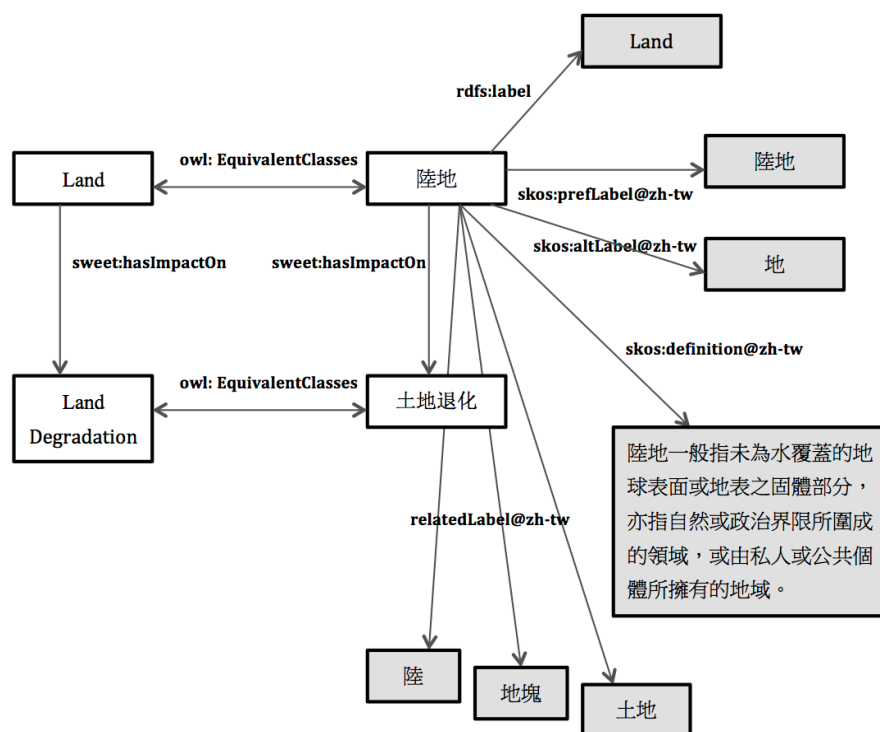 Land
rdfs:label
owl: EquivalentClasses
Land
陸地
陸地
skos:prefLabel@zh-tw
skos:altLabel@zh-tw
地
sweet:hasImpactOn
sweet:hasImpactOn
skos:definition@zh-tw
owl: EquivalentClasses
Land
Degradation
土地退化
陸地一般指未為水覆蓋的地
球表面或地表之固體部分，
亦指自然或政治界限所圍成
的領域，或由私人或公共個
體所擁有的地域。
relatedLabel@zh-tw
陸
地塊
土地